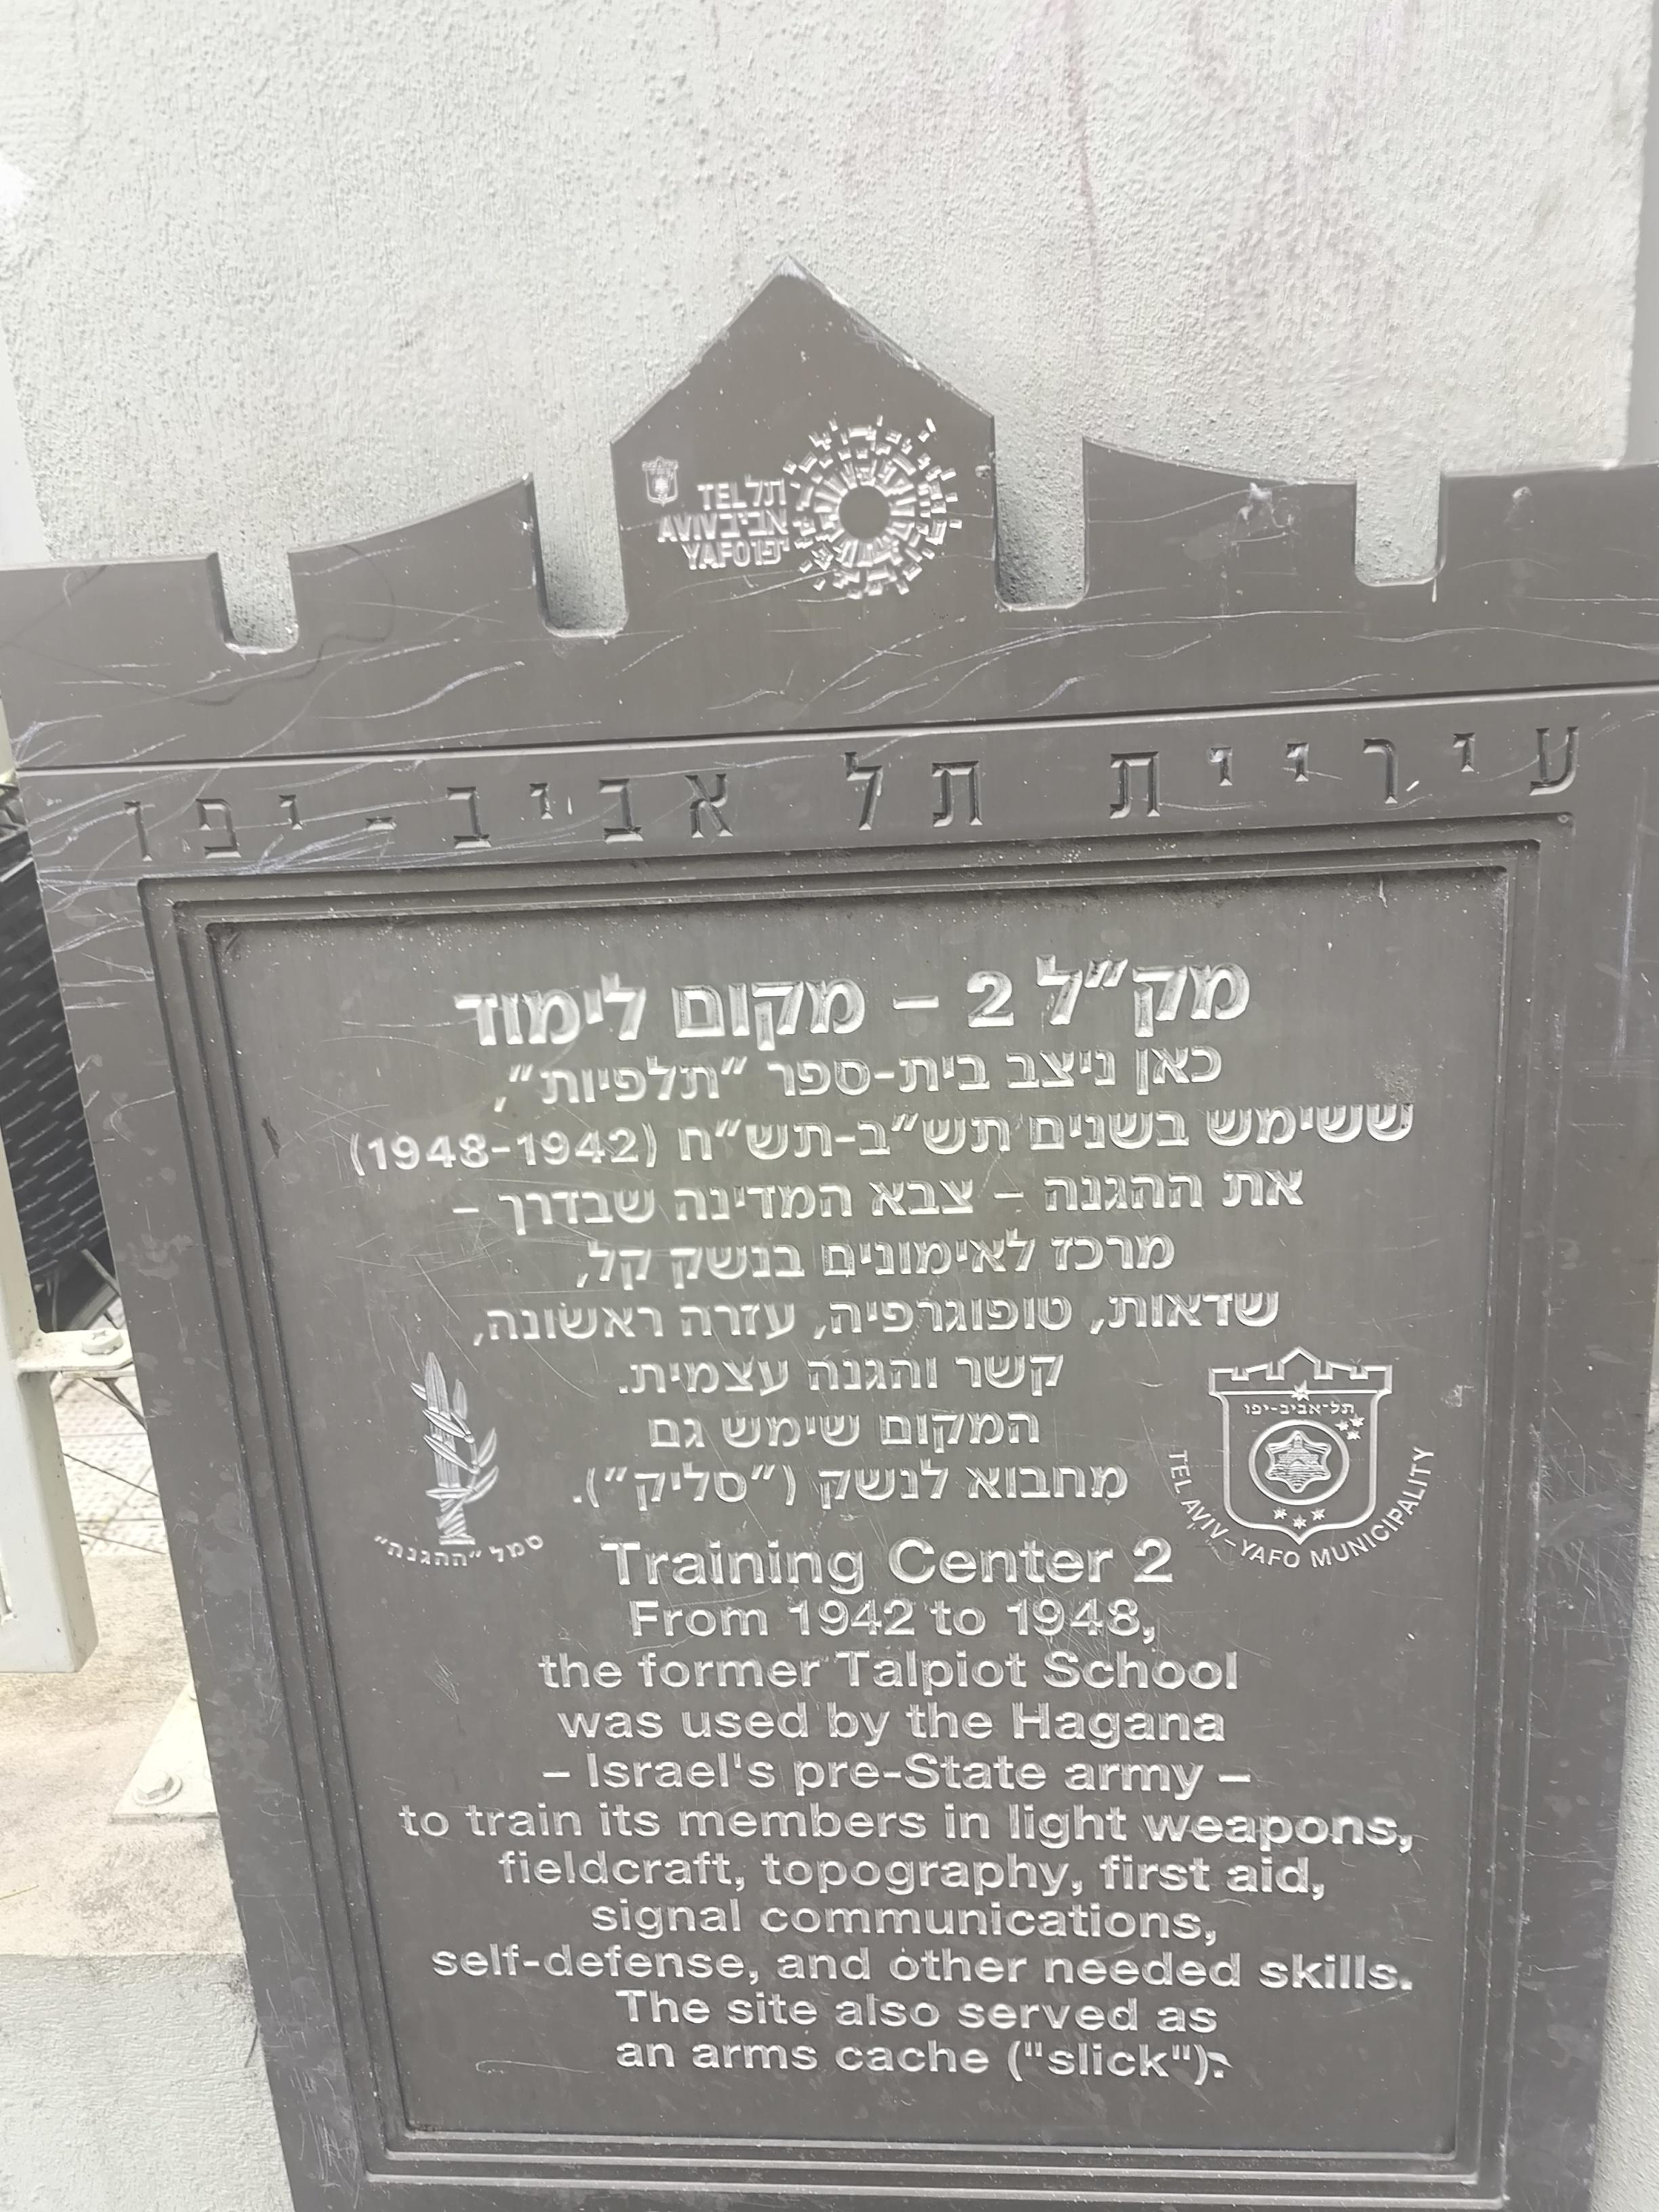 TEL תל
AVIV אביב
YAFO יפו
עיריית תל אביב-יפו
מק"ל 2 – מקום לימוד
כאן ניצב בית-ספר "תלפיות",
ששימש בשנים תש"ב-תש"ח (1948-1942)
את ההגנה – צבא המדינה שבדרך –
מרכז לאימונים בנשק קל,
שדאות, טופוגרפיה, עזרה ראשונה,
קשר והגנה עצמית.
המקום שימש גם
מחבוא לנשק ("סליק").
תל-אביב-יפו
TEL AVIV-YAFO MUNICIPALITY
סמל "ההגנה"
Training Center 2
From 1942 to 1948,
the former Talpiot School
was used by the Hagana
– Israel's pre-State army –
to train its members in light weapons,
fieldcraft, topography, first aid,
signal communications,
self-defense, and other needed skills.
The site also served as
an arms cache ("slick").